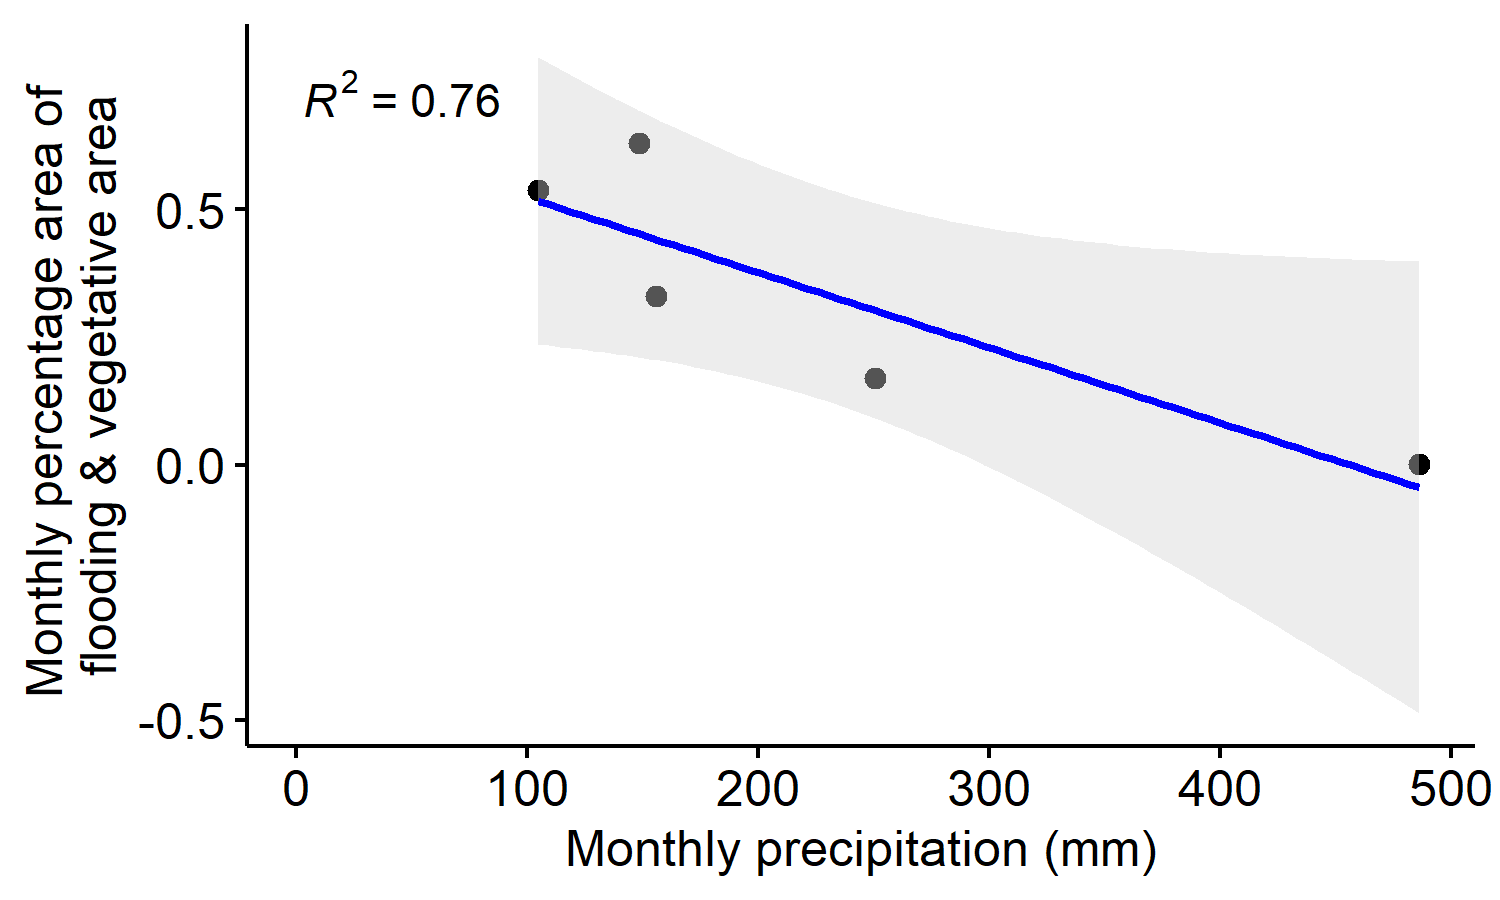 Monthly percentage area of
flooding & vegetative area
R² = 0.76
0.5
0.0
-0.5
0 100 200 300 400 500
Monthly precipitation (mm)